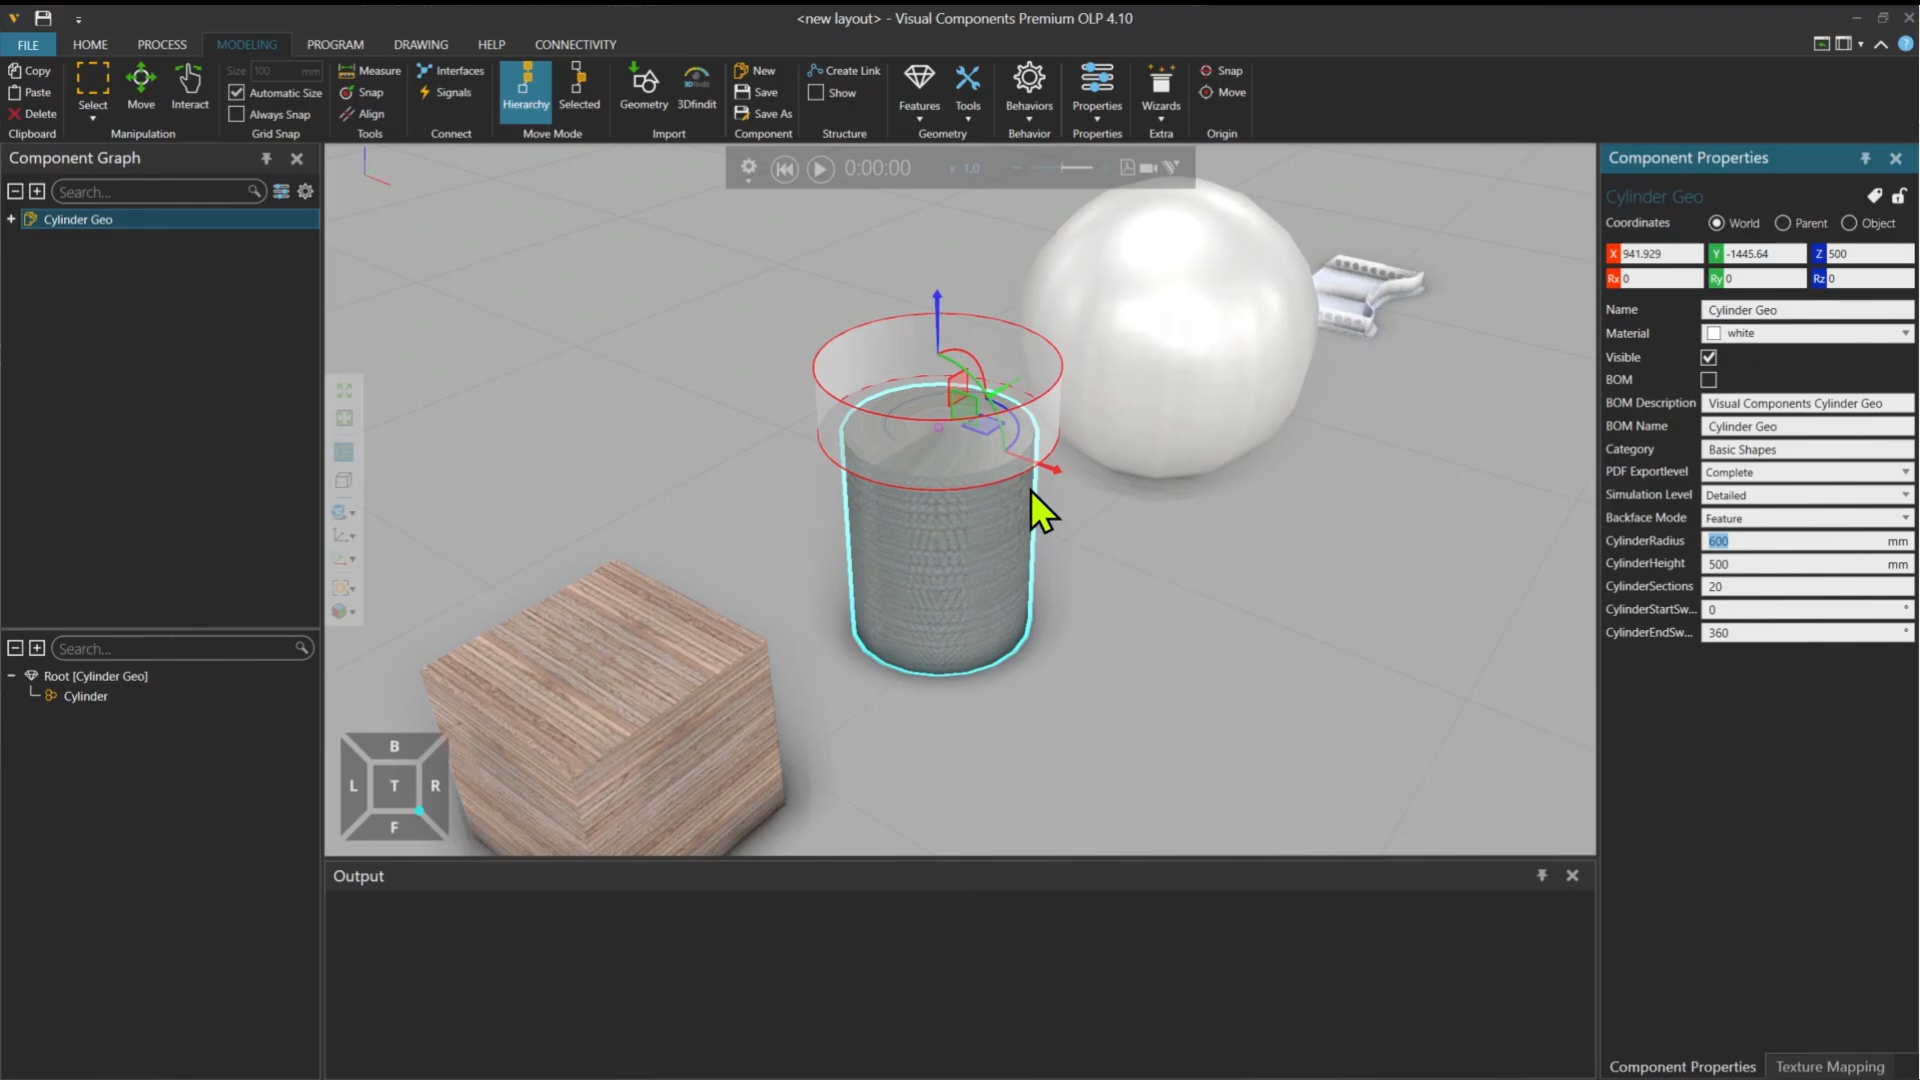 <new layout> - Visual Components Premium OLP 4.10
FILE HOME PROCESS MODELING PROGRAM DRAWING HELP CONNECTIVITY
Copy
Paste
Delete
Clipboard
Select
Move
Interact
Manipulation
Size 100 mm
Automatic Size
Always Snap
Grid Snap
Measure
Snap
Align
Tools
Interfaces
Signals
Connect
Hierarchy
Selected
Move Mode
Geometry
3Dfindit
Import
New
Save
Save As
Component
Create Link
Show
Structure
Features
Tools
Geometry
Behaviors
Behavior
Properties
Properties
Wizards
Extra
Snap
Move
Origin
Component Graph
Search...
Cylinder Geo
Search...
Root [Cylinder Geo]
Cylinder
0:00:00 x 1.0
B
L T R
F
Output
Component Properties
Cylinder Geo
Coordinates World Parent Object
X 941.929 Y -1445.64 Z 500
Rx 0 Ry 0 Rz 0
Name Cylinder Geo
Material white
Visible
BOM
BOM Description Visual Components Cylinder Geo
BOM Name Cylinder Geo
Category Basic Shapes
PDF Exportlevel Complete
Simulation Level Detailed
Backface Mode Feature
CylinderRadius 600 mm
CylinderHeight 500 mm
CylinderSections 20
CylinderStartSw... 0 °
CylinderEndSw... 360 °
Component Properties Texture Mapping